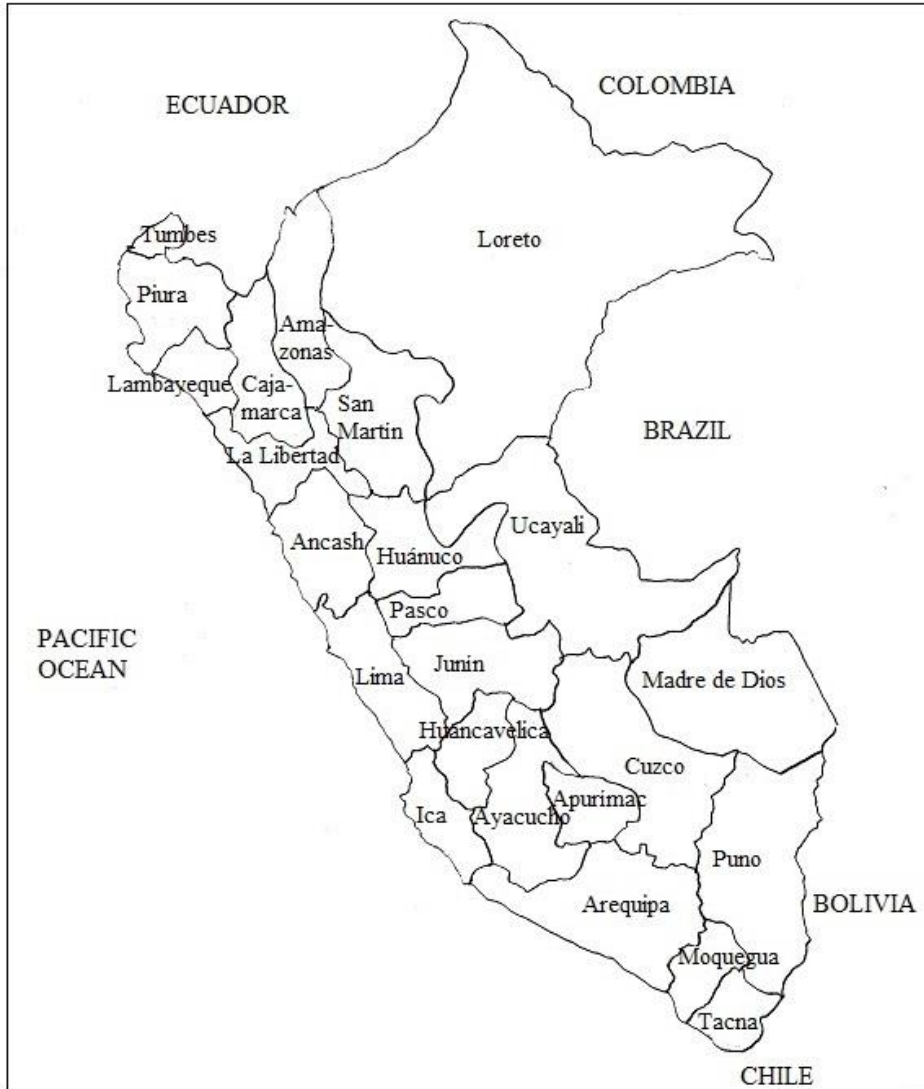 COLOMBIA
ECUADOR
Tumbes
Loreto
Piura
Ama-
zonas
Lambayeque
Caja-
marca
San
Martin
BRAZIL
La Libertad
Ucayali
Ancash
Huánuco
Pasco
PACIFIC
OCEAN
Junin
Lima
Madre de Dios
Huancavelica
Cuzco
Apurimac
Ica
Ayacucho
Puno
Arequipa
BOLIVIA
Moquegua
Tacna
CHILE